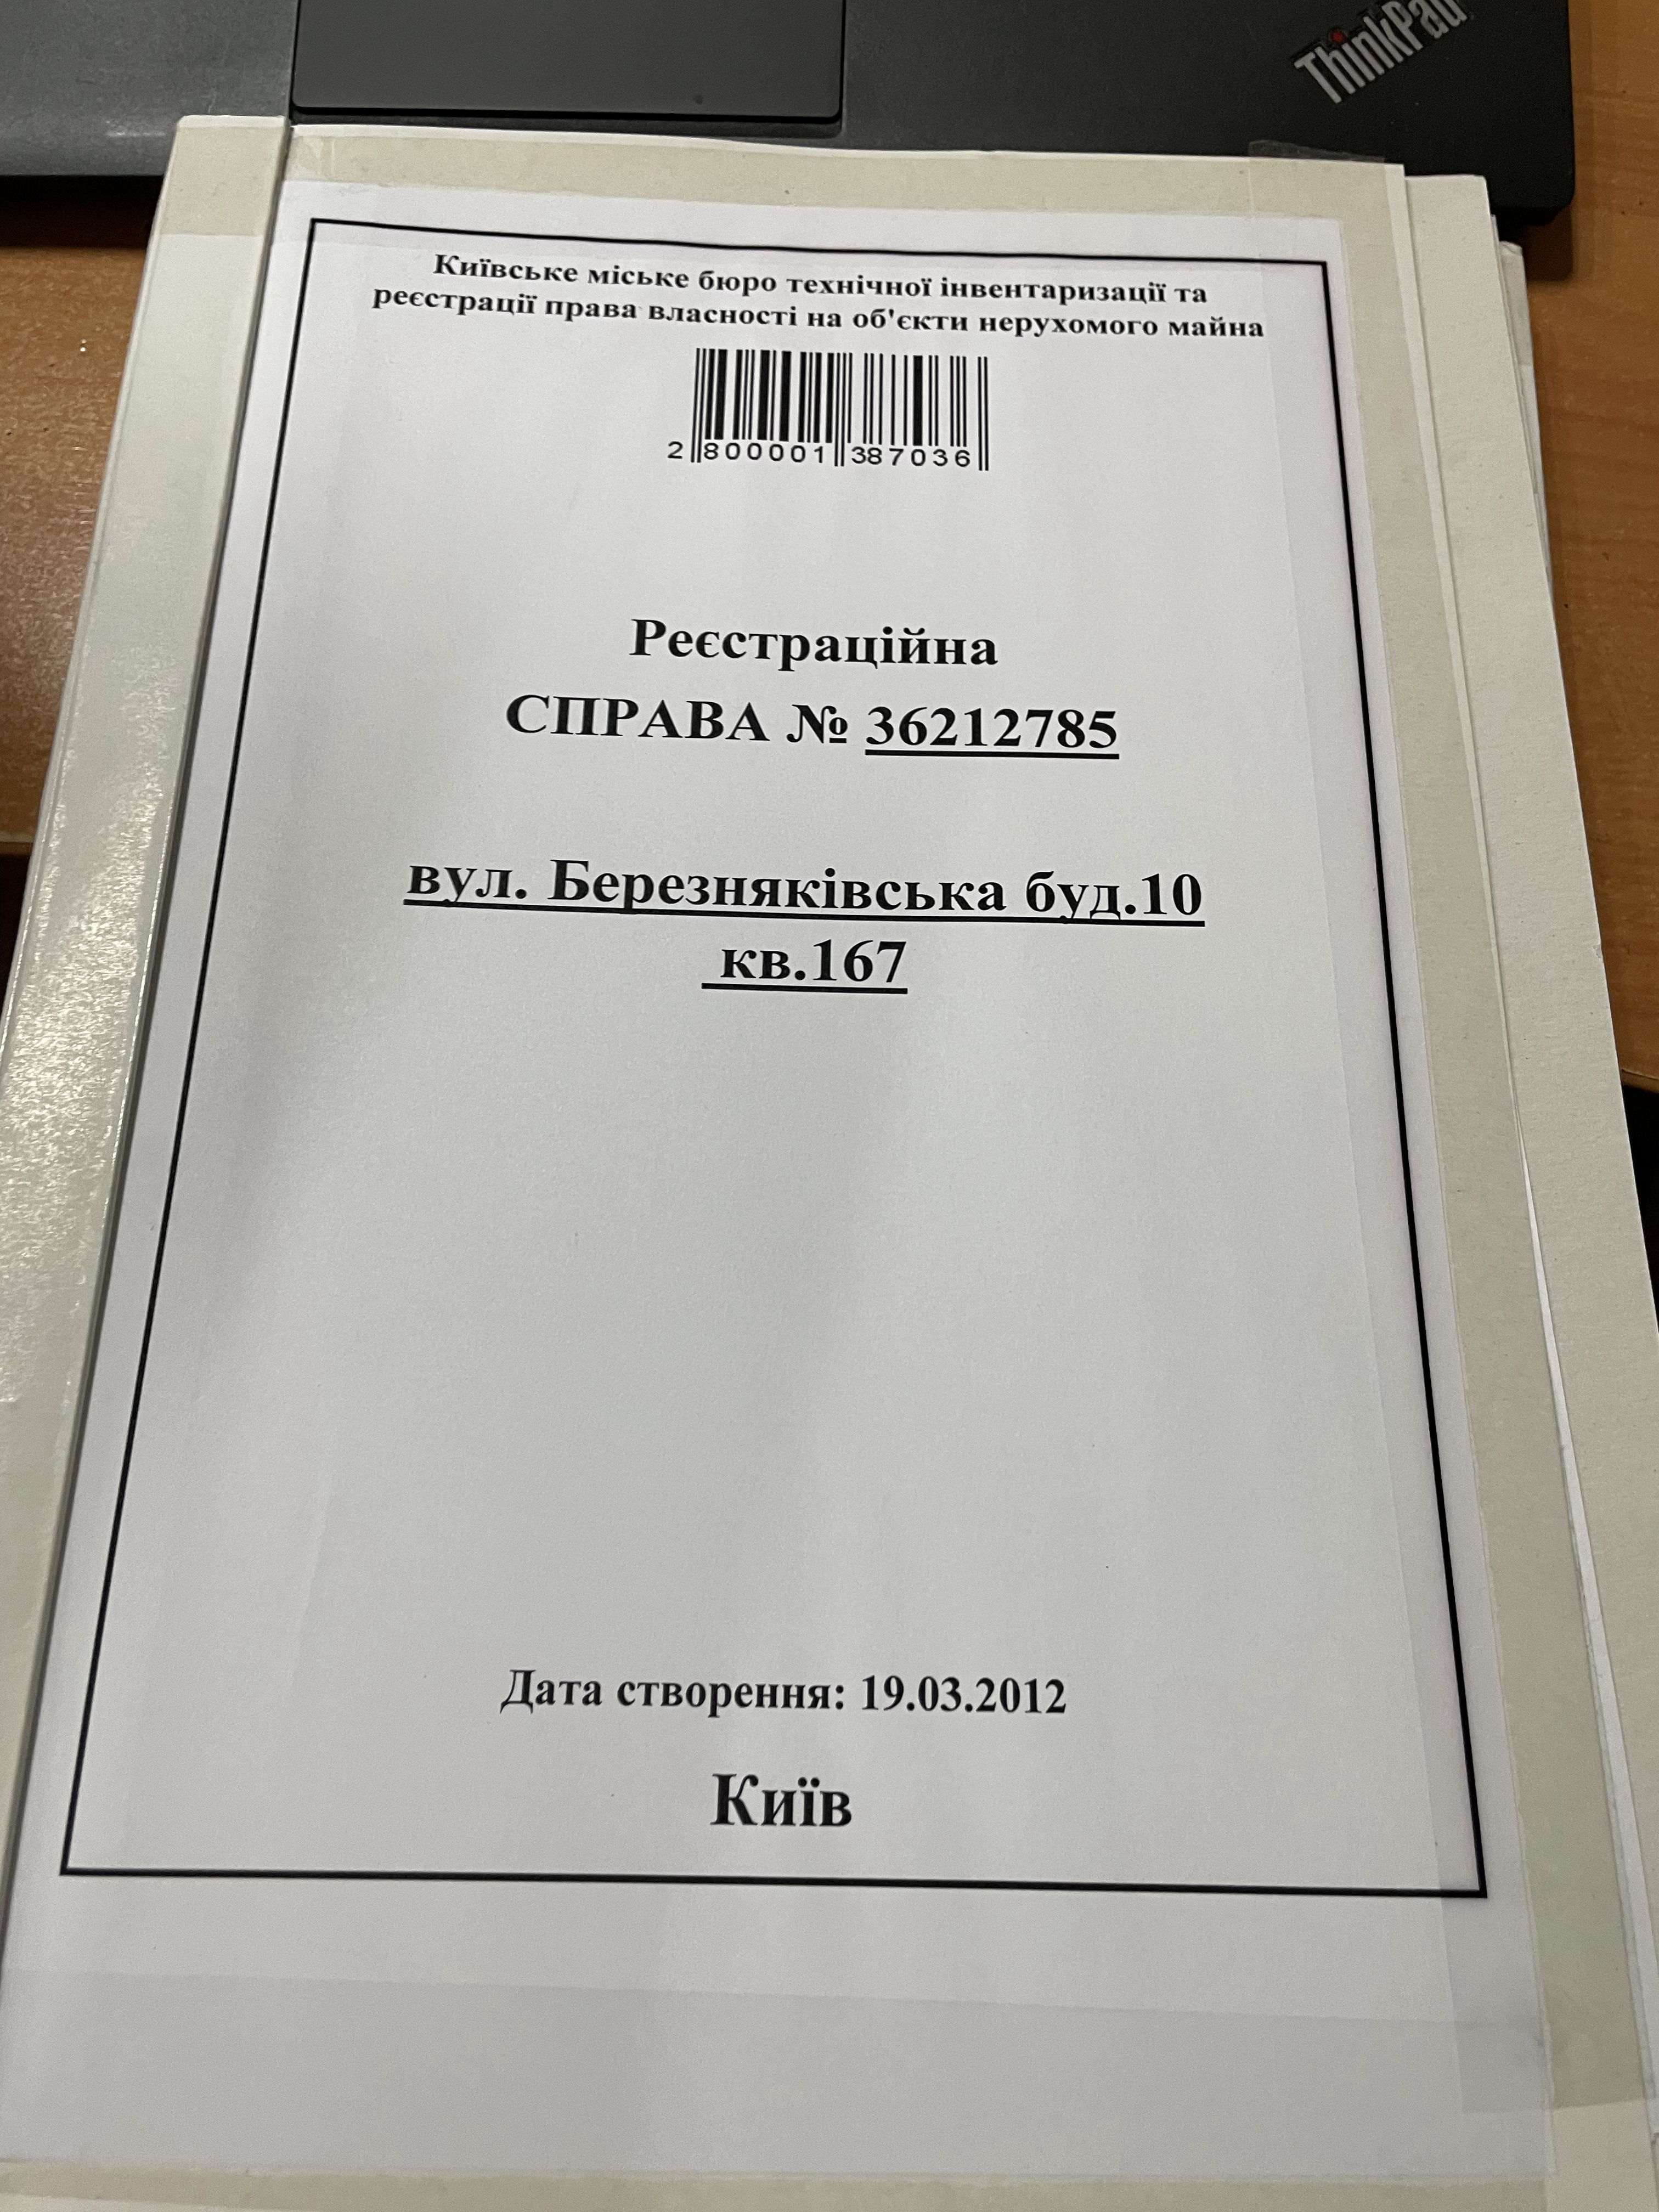 ThinkPad
Київське міське бюро технічної інвентаризації та
реєстрації права власності на об'єкти нерухомого майна
2 800001 387036
Реєстраційна
СПРАВА № 36212785
вул. Березняківська буд.10
кв.167
Дата створення: 19.03.2012
Київ